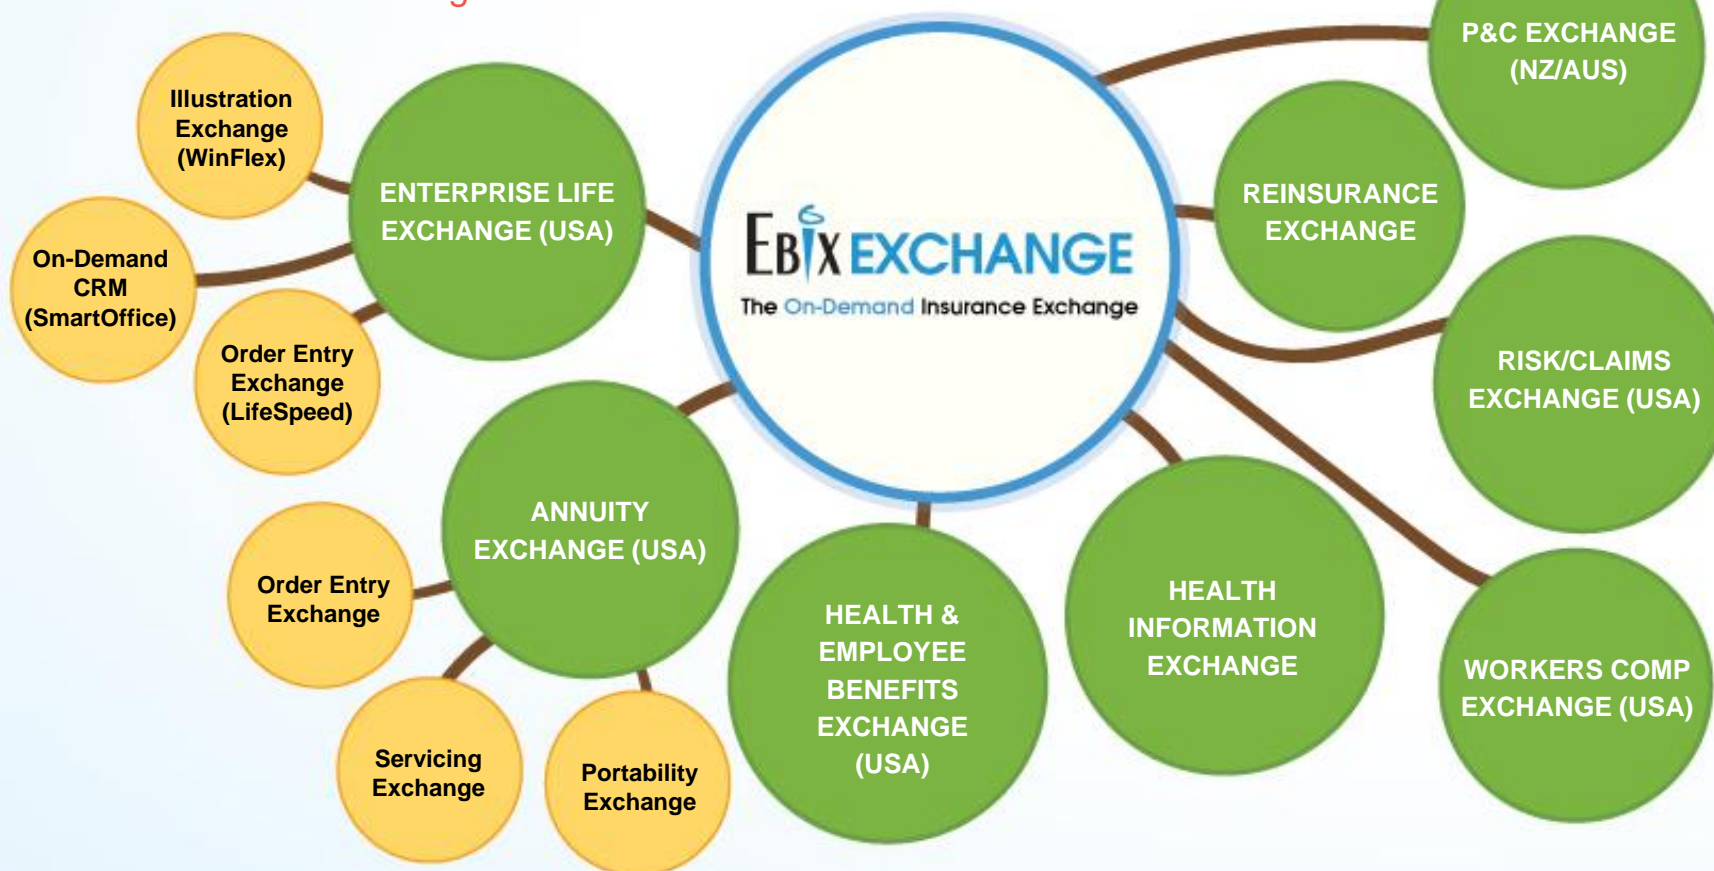 P&C EXCHANGE
(NZ/AUS)
Illustration
Exchange
(WinFlex)
ENTERPRISE LIFE
EXCHANGE (USA)
REINSURANCE
EXCHANGE
EBIX EXCHANGE
The On-Demand Insurance Exchange
On-Demand
CRM
(SmartOffice)
Order Entry
Exchange
(LifeSpeed)
RISK/CLAIMS
EXCHANGE (USA)
ANNUITY
EXCHANGE (USA)
Order Entry
Exchange
Servicing
Exchange
Portability
Exchange
HEALTH &
EMPLOYEE
BENEFITS
EXCHANGE
(USA)
HEALTH
INFORMATION
EXCHANGE
WORKERS COMP
EXCHANGE (USA)